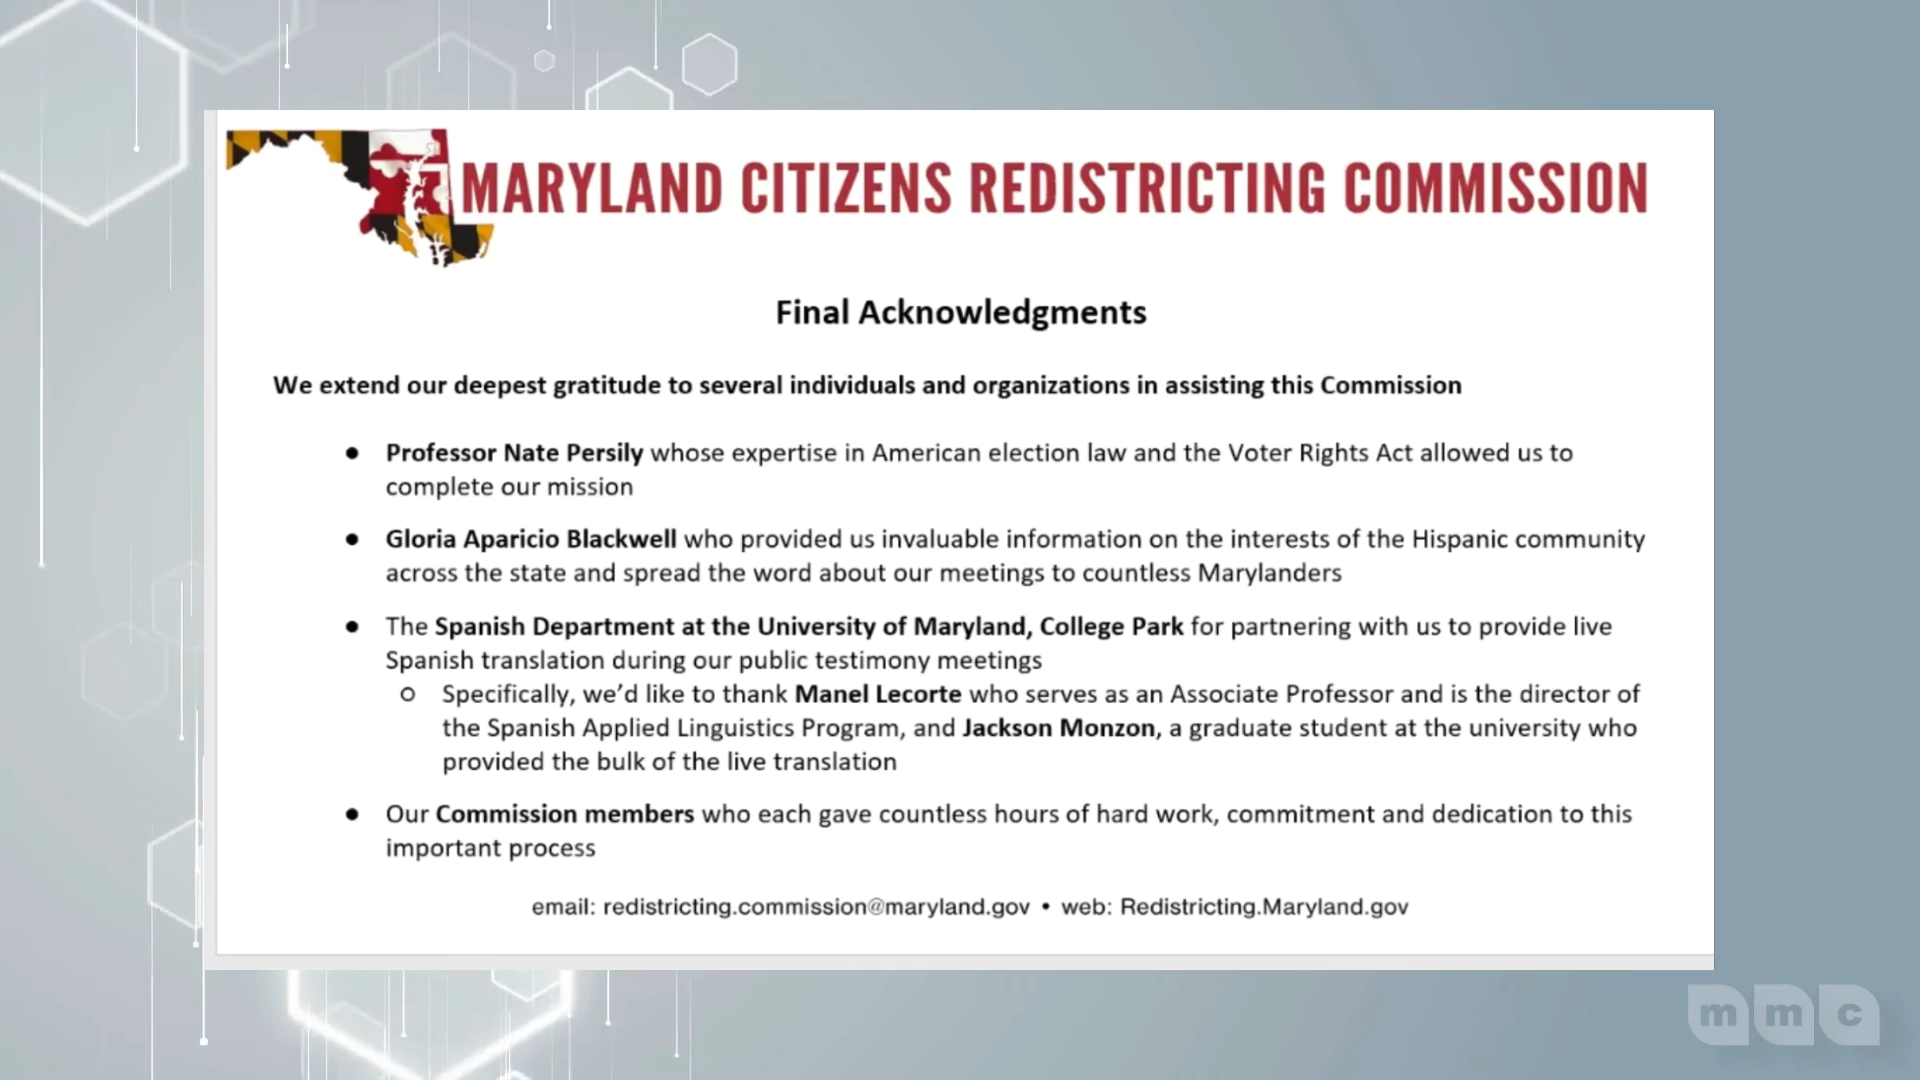 MARYLAND CITIZENS REDISTRICTING COMMISSION
Final Acknowledgments
We extend our deepest gratitude to several individuals and organizations in assisting this Commission
● Professor Nate Persily whose expertise in American election law and the Voter Rights Act allowed us to
complete our mission
● Gloria Aparicio Blackwell who provided us invaluable information on the interests of the Hispanic community
across the state and spread the word about our meetings to countless Marylanders
● The Spanish Department at the University of Maryland, College Park for partnering with us to provide live
Spanish translation during our public testimony meetings
○ Specifically, we’d like to thank Manel Lecorte who serves as an Associate Professor and is the director of
the Spanish Applied Linguistics Program, and Jackson Monzon, a graduate student at the university who
provided the bulk of the live translation
● Our Commission members who each gave countless hours of hard work, commitment and dedication to this
important process
email: redistricting.commission@maryland.gov • web: Redistricting.Maryland.gov
mmc